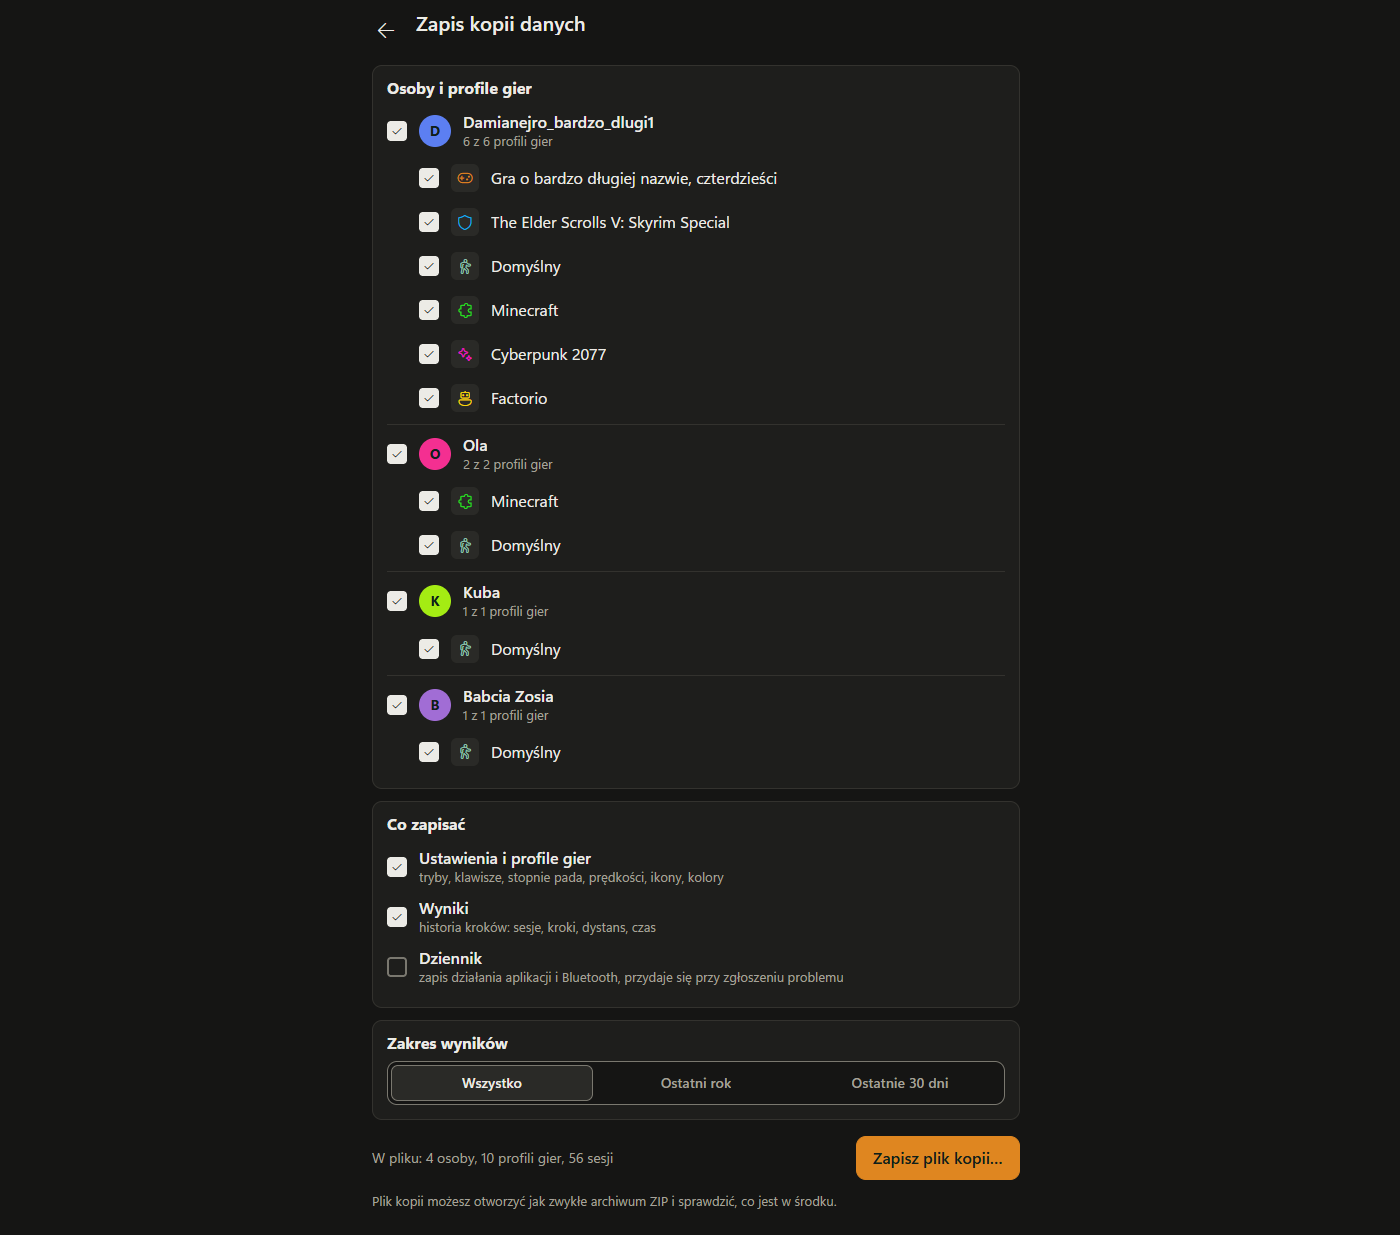 Zapis kopii danych
Osoby i profile gier
D
Damianejro_bardzo_dlugi1
6 z 6 profili gier
Gra o bardzo długiej nazwie, czterdzieści
The Elder Scrolls V: Skyrim Special
Domyślny
Minecraft
Cyberpunk 2077
Factorio
O
Ola
2 z 2 profili gier
Minecraft
Domyślny
K
Kuba
1 z 1 profili gier
Domyślny
B
Babcia Zosia
1 z 1 profili gier
Domyślny
Co zapisać
Ustawienia i profile gier
tryby, klawisze, stopnie pada, prędkości, ikony, kolory
Wyniki
historia kroków: sesje, kroki, dystans, czas
Dziennik
zapis działania aplikacji i Bluetooth, przydaje się przy zgłoszeniu problemu
Zakres wyników
Wszystko
Ostatni rok
Ostatnie 30 dni
W pliku: 4 osoby, 10 profili gier, 56 sesji
Zapisz plik kopii...
Plik kopii możesz otworzyć jak zwykłe archiwum ZIP i sprawdzić, co jest w środku.